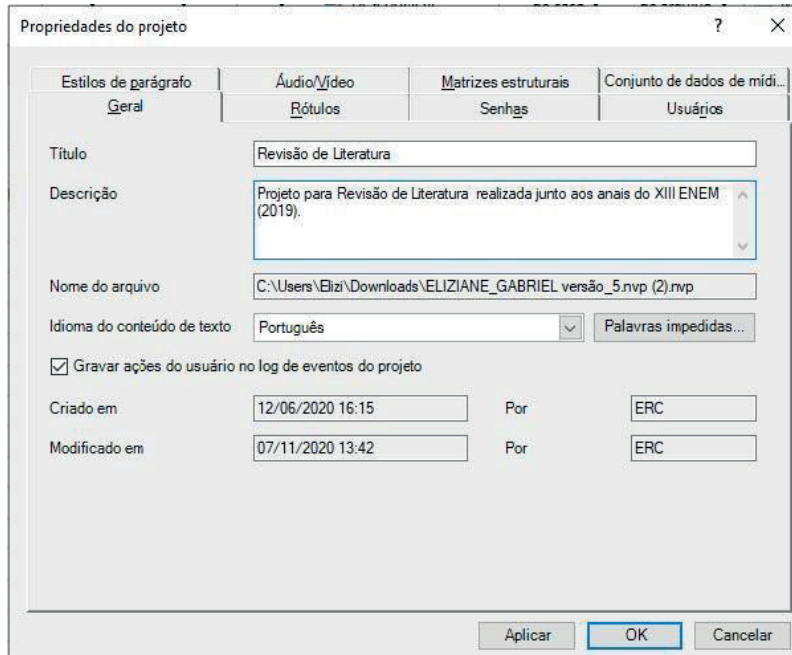 Propriedades do projeto
?
Estilos de parágrafo
Áudio/Vídeo
Matrizes estruturais
Conjunto de dados de mídi...
Geral
Rótulos
Senhas
Usuários
Título
Revisão de Literatura
Descrição
Projeto para Revisão de Literatura realizada junto aos anais do XIII ENEM
(2019).
Nome do arquivo
C:\Users\Elizi\Downloads\ELIZIANE_GABRIEL versão_5.nvp (2).nvp
Idioma do conteúdo de texto
Português
Palavras impedidas...
Gravar ações do usuário no log de eventos do projeto
Criado em
12/06/2020 16:15
Por
ERC
Modificado em
07/11/2020 13:42
Por
ERC
Aplicar
OK
Cancelar